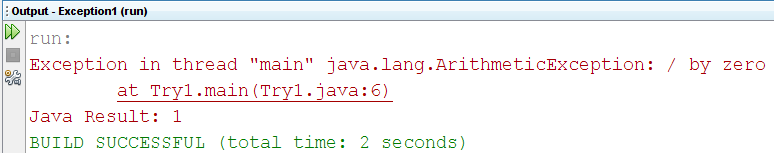 Output - Exception1 (run)
run:
Exception in thread "main" java.lang.ArithmeticException: / by zero
at Try1.main(Try1.java:6)
Java Result: 1
BUILD SUCCESSFUL (total time: 2 seconds)